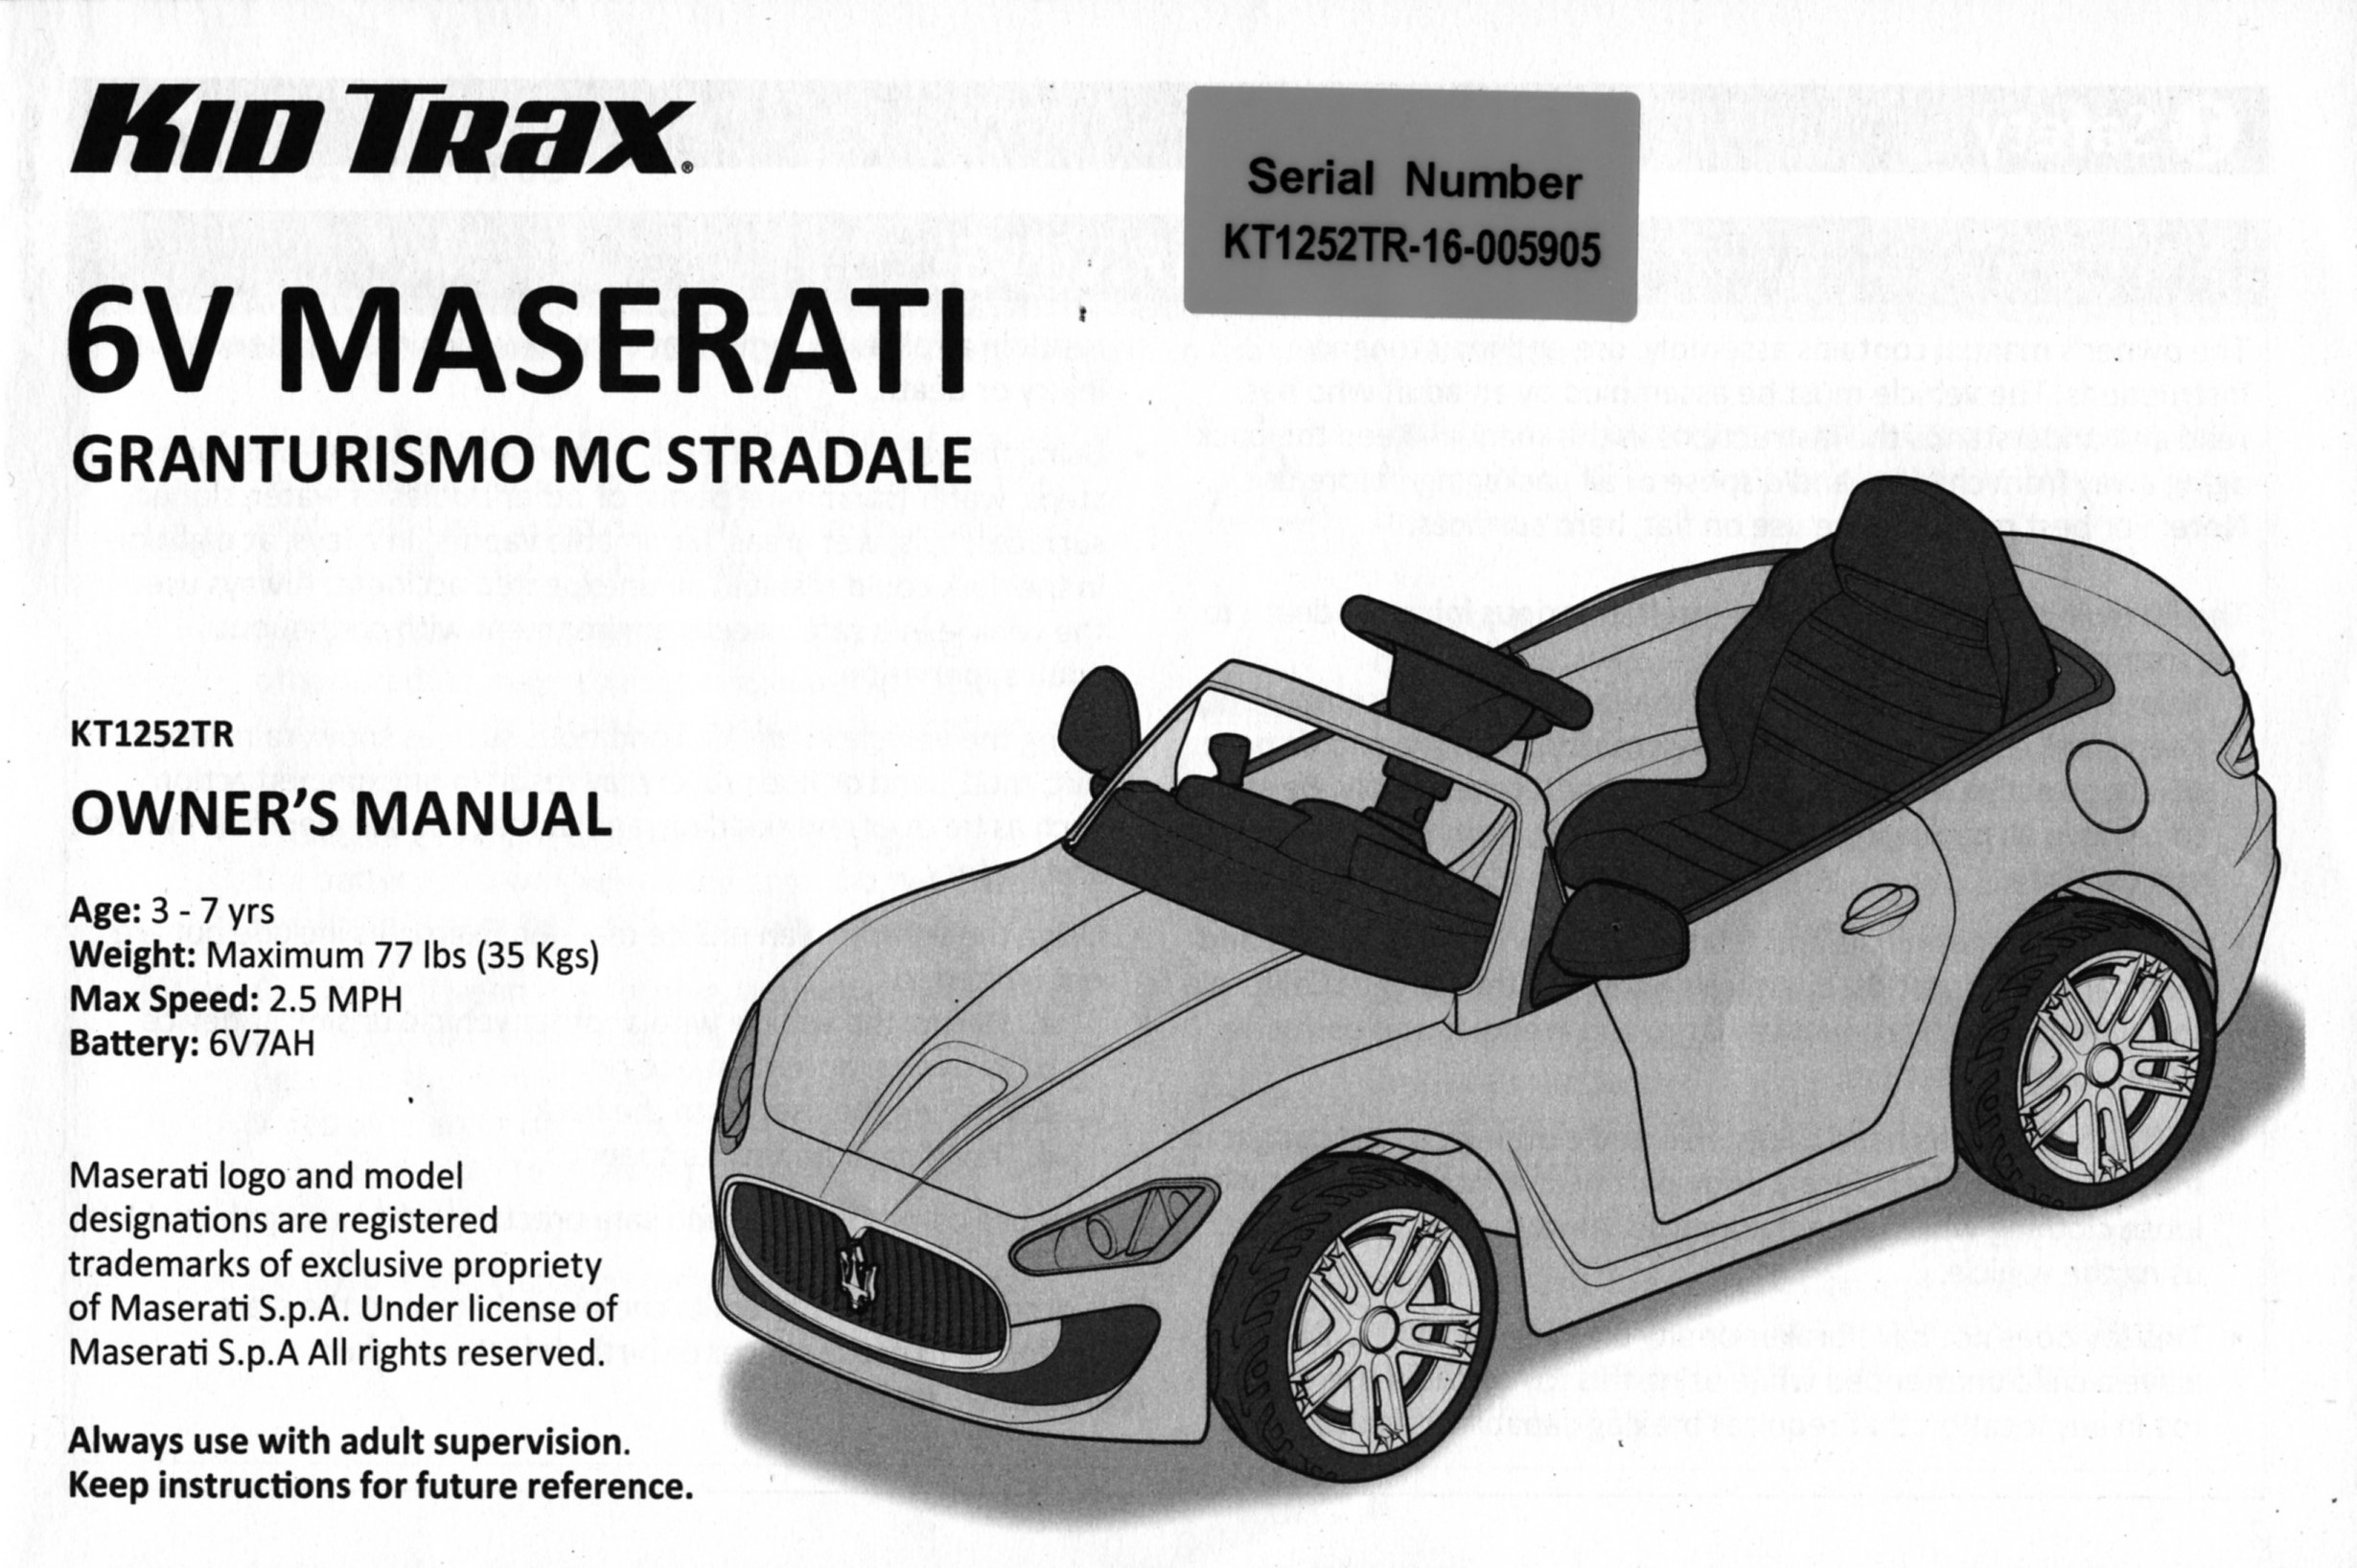 KID TRAX®
Serial Number
KT1252TR-16-005905
6V MASERATI
GRANTURISMO MC STRADALE
KT1252TR
OWNER'S MANUAL
Age: 3 - 7 yrs
Weight: Maximum 77 lbs (35 Kgs)
Max Speed: 2.5 MPH
Battery: 6V7AH
Maserati logo and model
designations are registered
trademarks of exclusive propriety
of Maserati S.p.A. Under license of
Maserati S.p.A All rights reserved.
Always use with adult supervision.
Keep instructions for future reference.